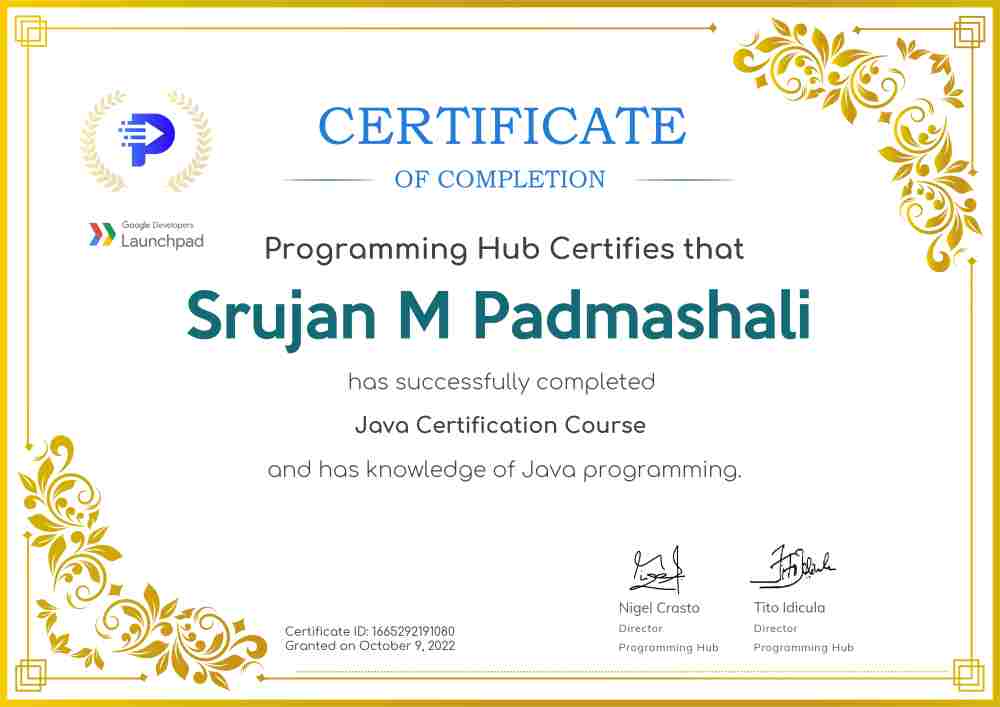 CERTIFICATE
OF COMPLETION
Google Developers
Launchpad
Programming Hub Certifies that
Srujan M Padmashali
has successfully completed
Java Certification Course
and has knowledge of Java programming.
Nigel Crasto
Director
Programming Hub
Tito Idicula
Director
Programming Hub
Certificate ID: 1665292191080
Granted on October 9, 2022